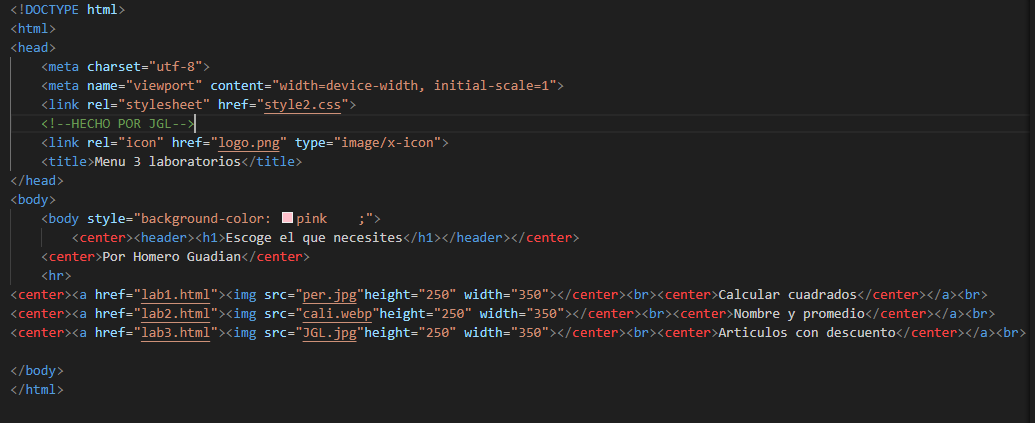 <!DOCTYPE html>
<html>
<head>
    <meta charset="utf-8">
    <meta name="viewport" content="width=device-width, initial-scale=1">
    <link rel="stylesheet" href="style2.css">
    <!--HECHO POR JGL-->
    <link rel="icon" href="logo.png" type="image/x-icon">
    <title>Menu 3 laboratorios</title>
</head>
<body>
    <body style="background-color: pink    ;">
        <center><header><h1>Escoge el que necesites</h1></header></center>
    <center>Por Homero Guadian</center>
    <hr>
<center><a href="lab1.html"><img src="per.jpg"height="250" width="350"></center><br><center>Calcular cuadrados</center></a><br>
<center><a href="lab2.html"><img src="cali.webp"height="250" width="350"></center><br><center>Nombre y promedio</center></a><br>
<center><a href="lab3.html"><img src="JGL.jpg"height="250" width="350"></center><br><center>Articulos con descuento</center></a><br>

</body>
</html>